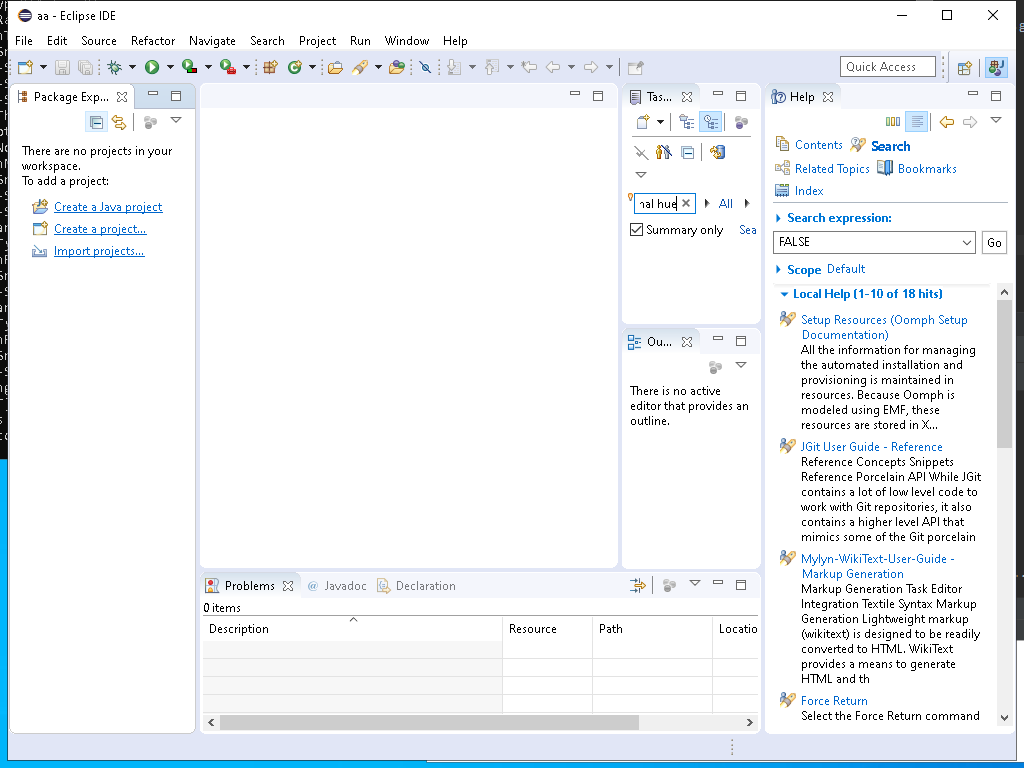 aa - Eclipse IDE
File Edit Source Refactor Navigate Search Project Run Window Help
Quick Access
Package Exp...
There are no projects in your
workspace.
To add a project:
Create a Java project
Create a project...
Import projects...
Tas...
nal hue
All
Summary only
Sea
Ou...
There is no active
editor that provides an
outline.
Problems @ Javadoc Declaration
0 items
Description Resource Path Locatio
Help
Contents Search
Related Topics Bookmarks
Index
Search expression:
FALSE
Go
Scope Default
Local Help (1-10 of 18 hits)
Setup Resources (Oomph Setup
Documentation)
All the information for managing
the automated installation and
provisioning is maintained in
resources. Because Oomph is
modeled using EMF, these
resources are stored in X...
JGit User Guide - Reference
Reference Concepts Snippets
Reference Porcelain API While JGit
contains a lot of low level code to
work with Git repositories, it also
contains a higher level API that
mimics some of the Git porcelain
Mylyn-WikiText-User-Guide -
Markup Generation
Markup Generation Task Editor
Integration Textile Syntax Markup
Generation Lightweight markup
(wikitext) is designed to be readily
converted to HTML. WikiText
provides a means to generate
HTML and th
Force Return
Select the Force Return command